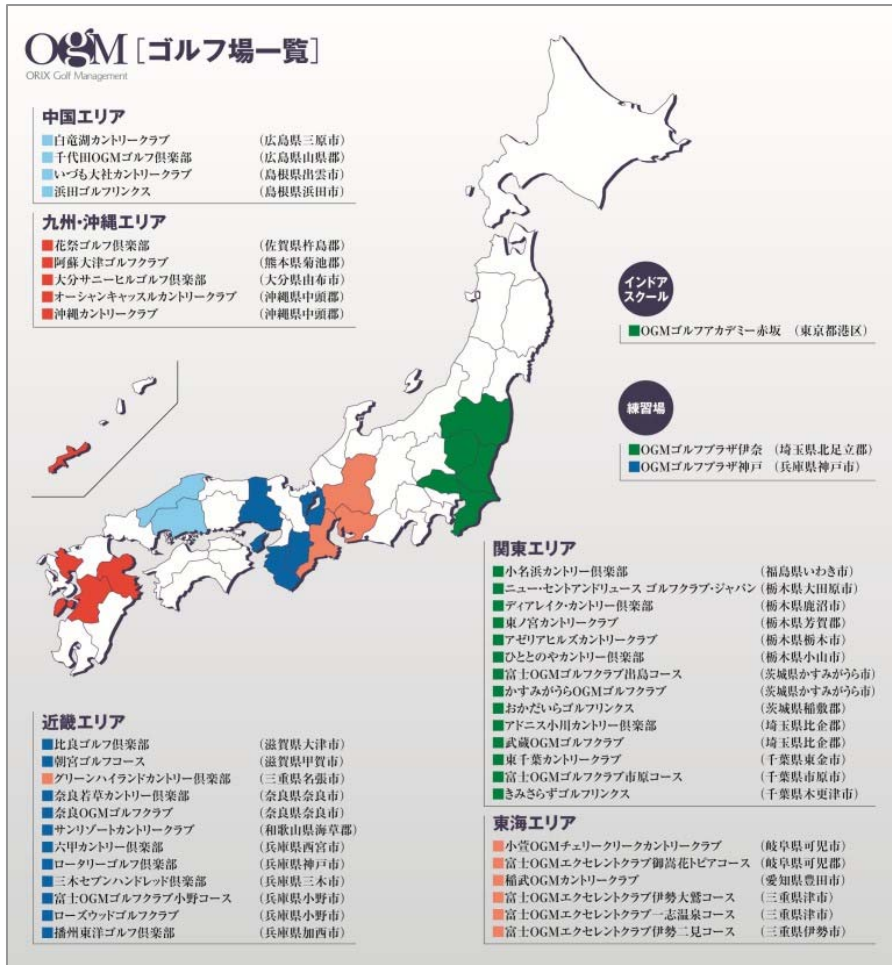 OGM [ゴルフ場一覧]
ORIX Golf Management
中国エリア
白竜湖カントリークラブ (広島県三原市)
千代田OGMゴルフ倶楽部 (広島県山県郡)
いづも大社カントリークラブ (島根県出雲市)
浜田ゴルフリンクス (島根県浜田市)
九州・沖縄エリア
花祭ゴルフ倶楽部 (佐賀県杵島郡)
阿蘇大津ゴルフクラブ (熊本県菊池郡)
大分サニーヒルゴルフ倶楽部 (大分県由布市)
オーシャンキャッスルカントリークラブ (沖縄県中頭郡)
沖縄カントリークラブ (沖縄県中頭郡)
インドア
スクール
OGMゴルフアカデミー赤坂 (東京都港区)
練習場
OGMゴルフプラザ伊奈 (埼玉県北足立郡)
OGMゴルフプラザ神戸 (兵庫県神戸市)
関東エリア
小名浜カントリー倶楽部 (福島県いわき市)
ニュー・セントアンドリュース ゴルフクラブ・ジャパン (栃木県大田原市)
ディアレイク・カントリー倶楽部 (栃木県鹿沼市)
東ノ宮カントリークラブ (栃木県芳賀郡)
アゼリアヒルズカントリークラブ (栃木県栃木市)
ひととのやカントリー倶楽部 (栃木県小山市)
富士OGMゴルフクラブ出島コース (茨城県かすみがうら市)
かすみがうらOGMゴルフクラブ (茨城県かすみがうら市)
おかだいらゴルフリンクス (茨城県稲敷郡)
アドニス小川カントリー倶楽部 (埼玉県比企郡)
武蔵OGMゴルフクラブ (埼玉県比企郡)
東千葉カントリークラブ (千葉県東金市)
富士OGMゴルフクラブ市原コース (千葉県市原市)
きみさらずゴルフリンクス (千葉県木更津市)
近畿エリア
比良ゴルフ倶楽部 (滋賀県大津市)
朝宮ゴルフコース (滋賀県甲賀市)
グリーンハイランドカントリー倶楽部 (三重県名張市)
奈良若草カントリー倶楽部 (奈良県奈良市)
奈良OGMゴルフクラブ (奈良県奈良市)
サンリゾートカントリークラブ (和歌山県海草郡)
六甲カントリー倶楽部 (兵庫県西宮市)
ロータリーゴルフ倶楽部 (兵庫県神戸市)
三木セブンハンドレッド倶楽部 (兵庫県三木市)
富士OGMゴルフクラブ小野コース (兵庫県小野市)
ローズウッドゴルフクラブ (兵庫県小野市)
播州東洋ゴルフ倶楽部 (兵庫県加西市)
東海エリア
小萱OGMチェリークリークカントリークラブ (岐阜県可児市)
富士OGMエクセレントクラブ御嵩花トピアコース (岐阜県可児郡)
稲武OGMカントリークラブ (愛知県豊田市)
富士OGMエクセレントクラブ伊勢大鷲コース (三重県津市)
富士OGMエクセレントクラブ一志温泉コース (三重県津市)
富士OGMエクセレントクラブ伊勢二見コース (三重県伊勢市)